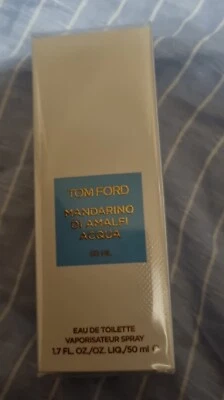 TOM FORD
MANDARINO
DI AMALFI
ACQUA
50 ML
EAU DE TOILETTE
VAPORISATEUR SPRAY
1.7 FL. OZ./OZ. LIQ./50 ml ℮